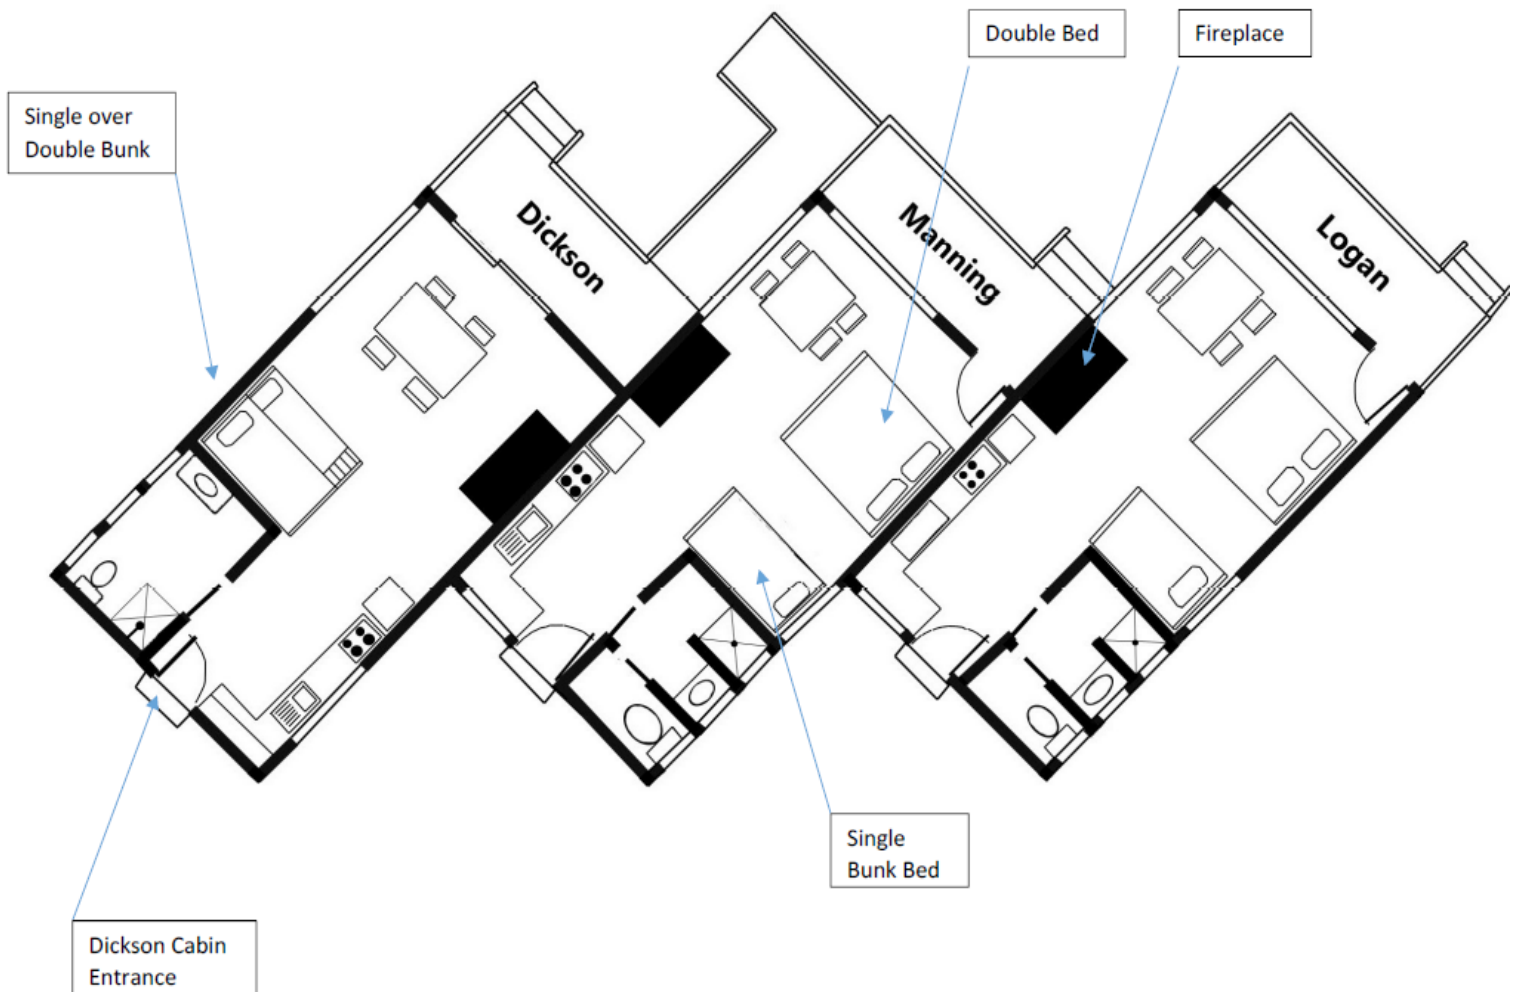 Double Bed
Fireplace
Single over
Double Bunk
Dickson
Manning
Logan
Single
Bunk Bed
Dickson Cabin
Entrance